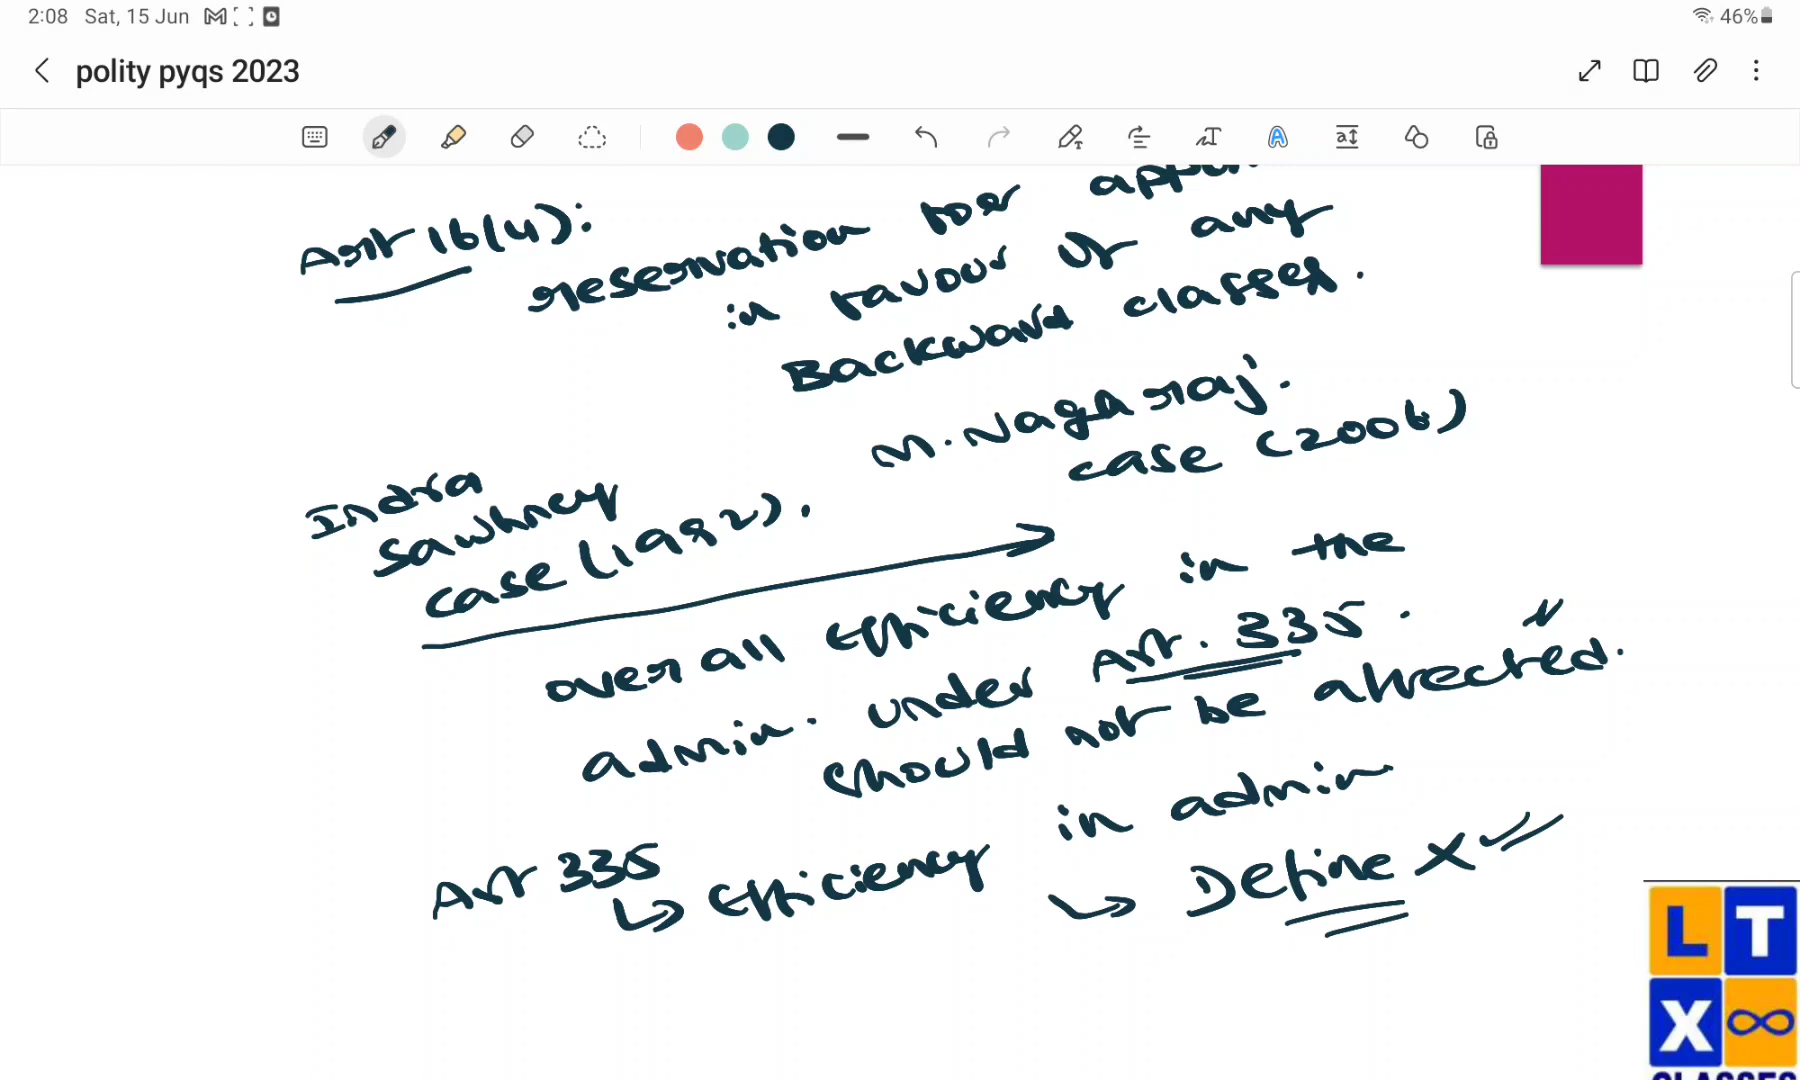 2:08 Sat, 15 Jun
46%
polity pyqs 2023
Art 16(4):
reservation for
in favour of any
Backward classes.
M. Nagaraj.
case (2006)
Indra
Sawhney
case (1992).
overall efficiency in the
admin. under Art. 335.
should not be affected.
Art 335
efficiency in admin
Define X
L T
X ∞
CLASSES